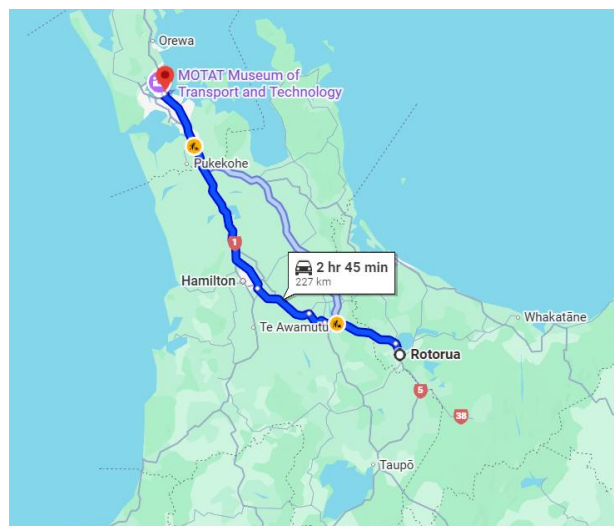 Orewa
MOTAT Museum of
Transport and Technology
Pukekohe
1
2 hr 45 min
227 km
Hamilton
Whakatāne
Te Awamutu
Rotorua
5
38
Taupō